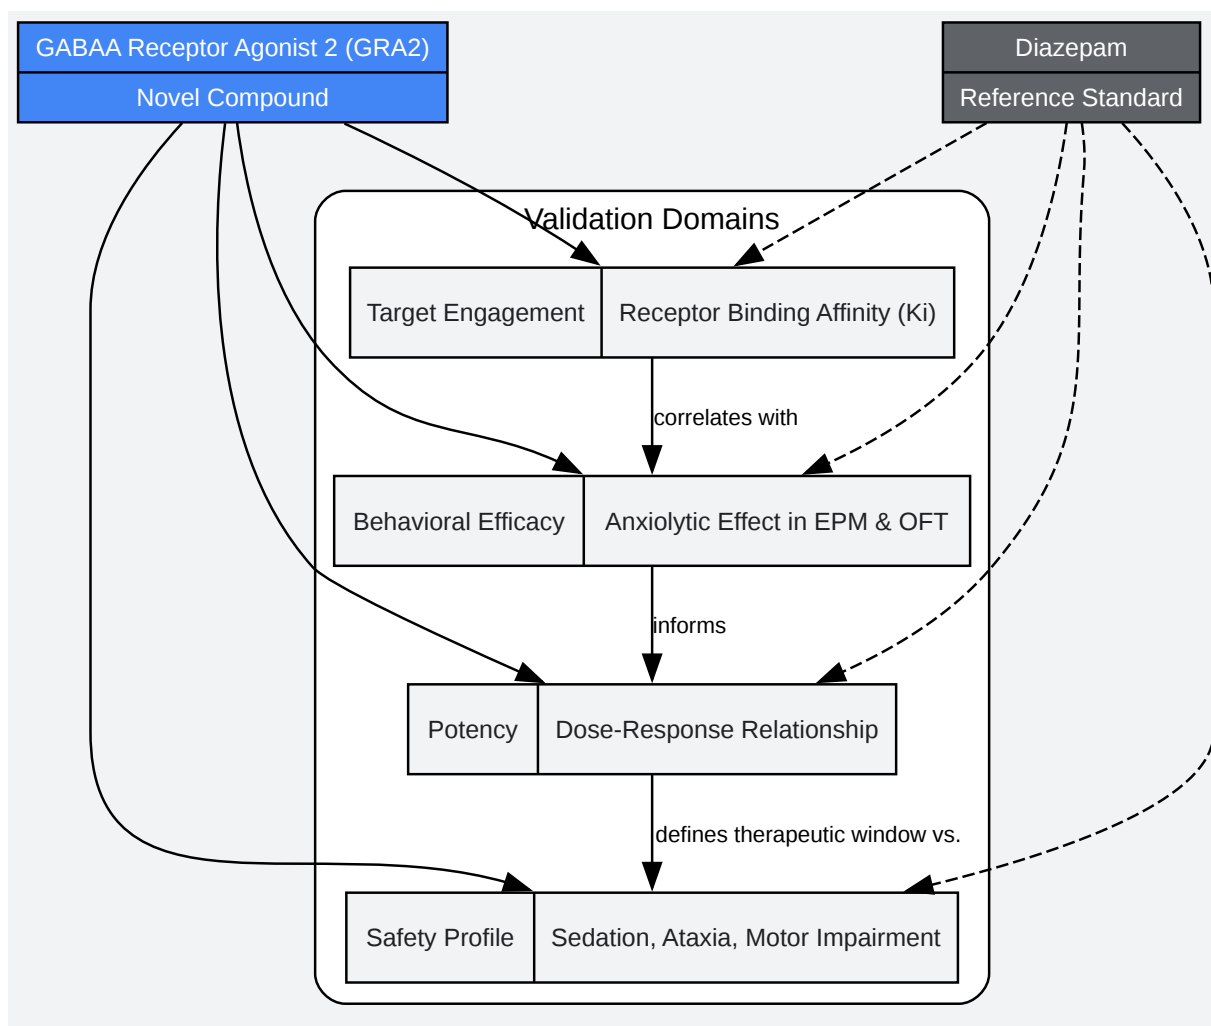 GABAA Receptor Agonist 2 (GRA2)
Novel Compound
Diazepam
Reference Standard
Validation Domains
Target Engagement
Receptor Binding Affinity (Ki)
correlates with
Behavioral Efficacy
Anxiolytic Effect in EPM & OFT
informs
Potency
Dose-Response Relationship
defines therapeutic window vs.
Safety Profile
Sedation, Ataxia, Motor Impairment